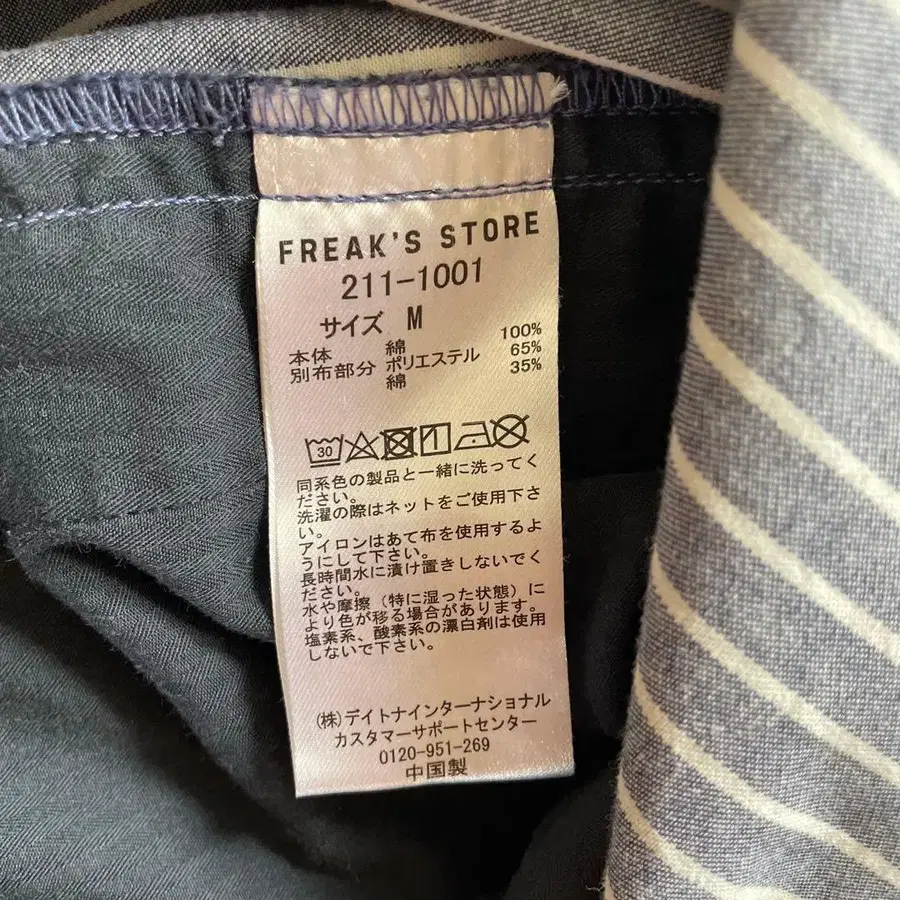 FREAK'S STORE
211-1001
サイズ M
本体 綿 100%
別布部分 ポリエステル 65%
綿 35%
30
同系色の製品と一緒に洗ってく
ださい。
洗濯の際はネットをご使用下さ
い。
アイロンはあて布を使用するよ
うにして下さい。
長時間水に漬け置きしないでく
ださい。
水や摩擦(特に湿った状態)に
より色が移る場合があります。
塩素系、酸素系の漂白剤は使用
しないで下さい。
(株)デイトナインターナショナル
カスタマーサポートセンター
0120-951-269
中国製